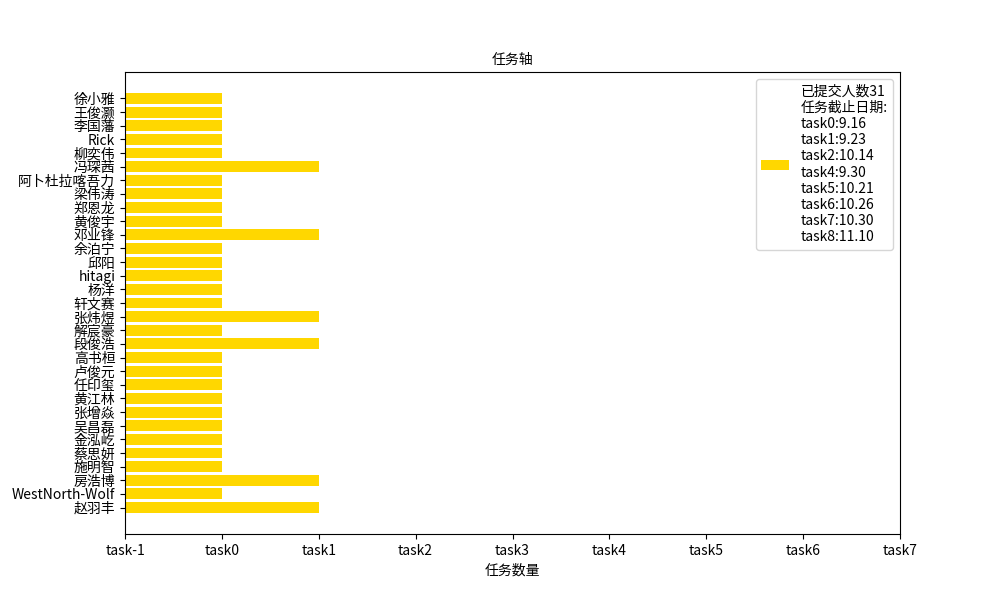 任务轴
徐小雅
王俊灏
李国藩
Rick
柳奕伟
冯琛茜
阿卜杜拉喀吾力
梁伟涛
郑恩龙
黄俊宇
邓业锋
余泊宁
邱阳
hitagi
杨洋
轩文赛
张炜煜
解宸豪
段俊浩
高书桓
卢俊元
任印玺
黄江林
张增焱
吴昌磊
金泓屹
蔡思妍
施明智
房浩博
WestNorth-Wolf
赵羽丰
已提交人数31
任务截止日期:
task0:9.16
task1:9.23
task2:10.14
task4:9.30
task5:10.21
task6:10.26
task7:10.30
task8:11.10
task-1 task0 task1 task2 task3 task4 task5 task6 task7
任务数量